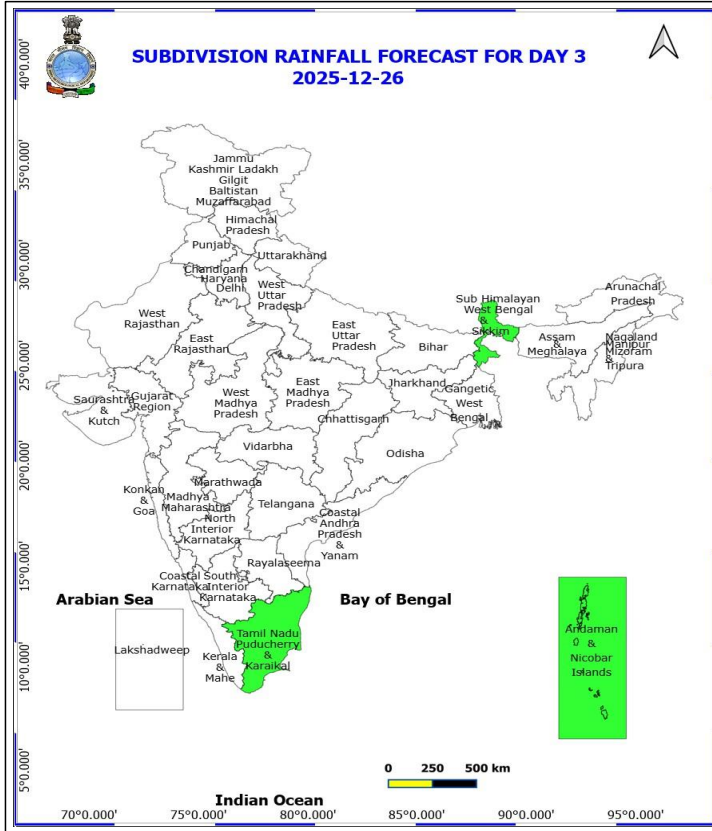 SUBDIVISION RAINFALL FORECAST FOR DAY 3
2025-12-26
40°0.000'
35°0.000'
30°0.000'
25°0.000'
20°0.000'
15°0.000'
10°0.000'
5°0.000'
Jammu
Kashmir Ladakh
Gilgit
Baltistan
Muzaffarabad
Himachal
Pradesh
Punjab
Uttarakhand
Chandigarh
Haryana
Delhi
West
Uttar
Pradesh
Arunachal
Pradesh
Sub Himalayan
West Bengal
&
Sikkim
West
Rajasthan
East
Rajasthan
East
Uttar
Pradesh
Bihar
Assam
&
Meghalaya
Nagaland
Manipur
Mizoram
&
Tripura
Saurashtra
&
Kutch
Gujarat
Region
West
Madhya
Pradesh
East
Madhya
Pradesh
Jharkhand
Gangetic
West
Bengal
Chhattisgarh
Vidarbha
Odisha
Konkan
&
Goa
Marathwada
Madhya
Maharashtra
Telangana
North
Interior
Karnataka
Coastal
Andhra
Pradesh
&
Yanam
Rayalaseema
Coastal
Karnataka
South
Interior
Karnataka
Arabian Sea
Bay of Bengal
Lakshadweep
Kerala
&
Mahe
Tamil Nadu
Puducherry
&
Karaikal
Andaman
&
Nicobar
Islands
0 250 500 km
Indian Ocean
70°0.000' 75°0.000' 80°0.000' 85°0.000' 90°0.000' 95°0.000'